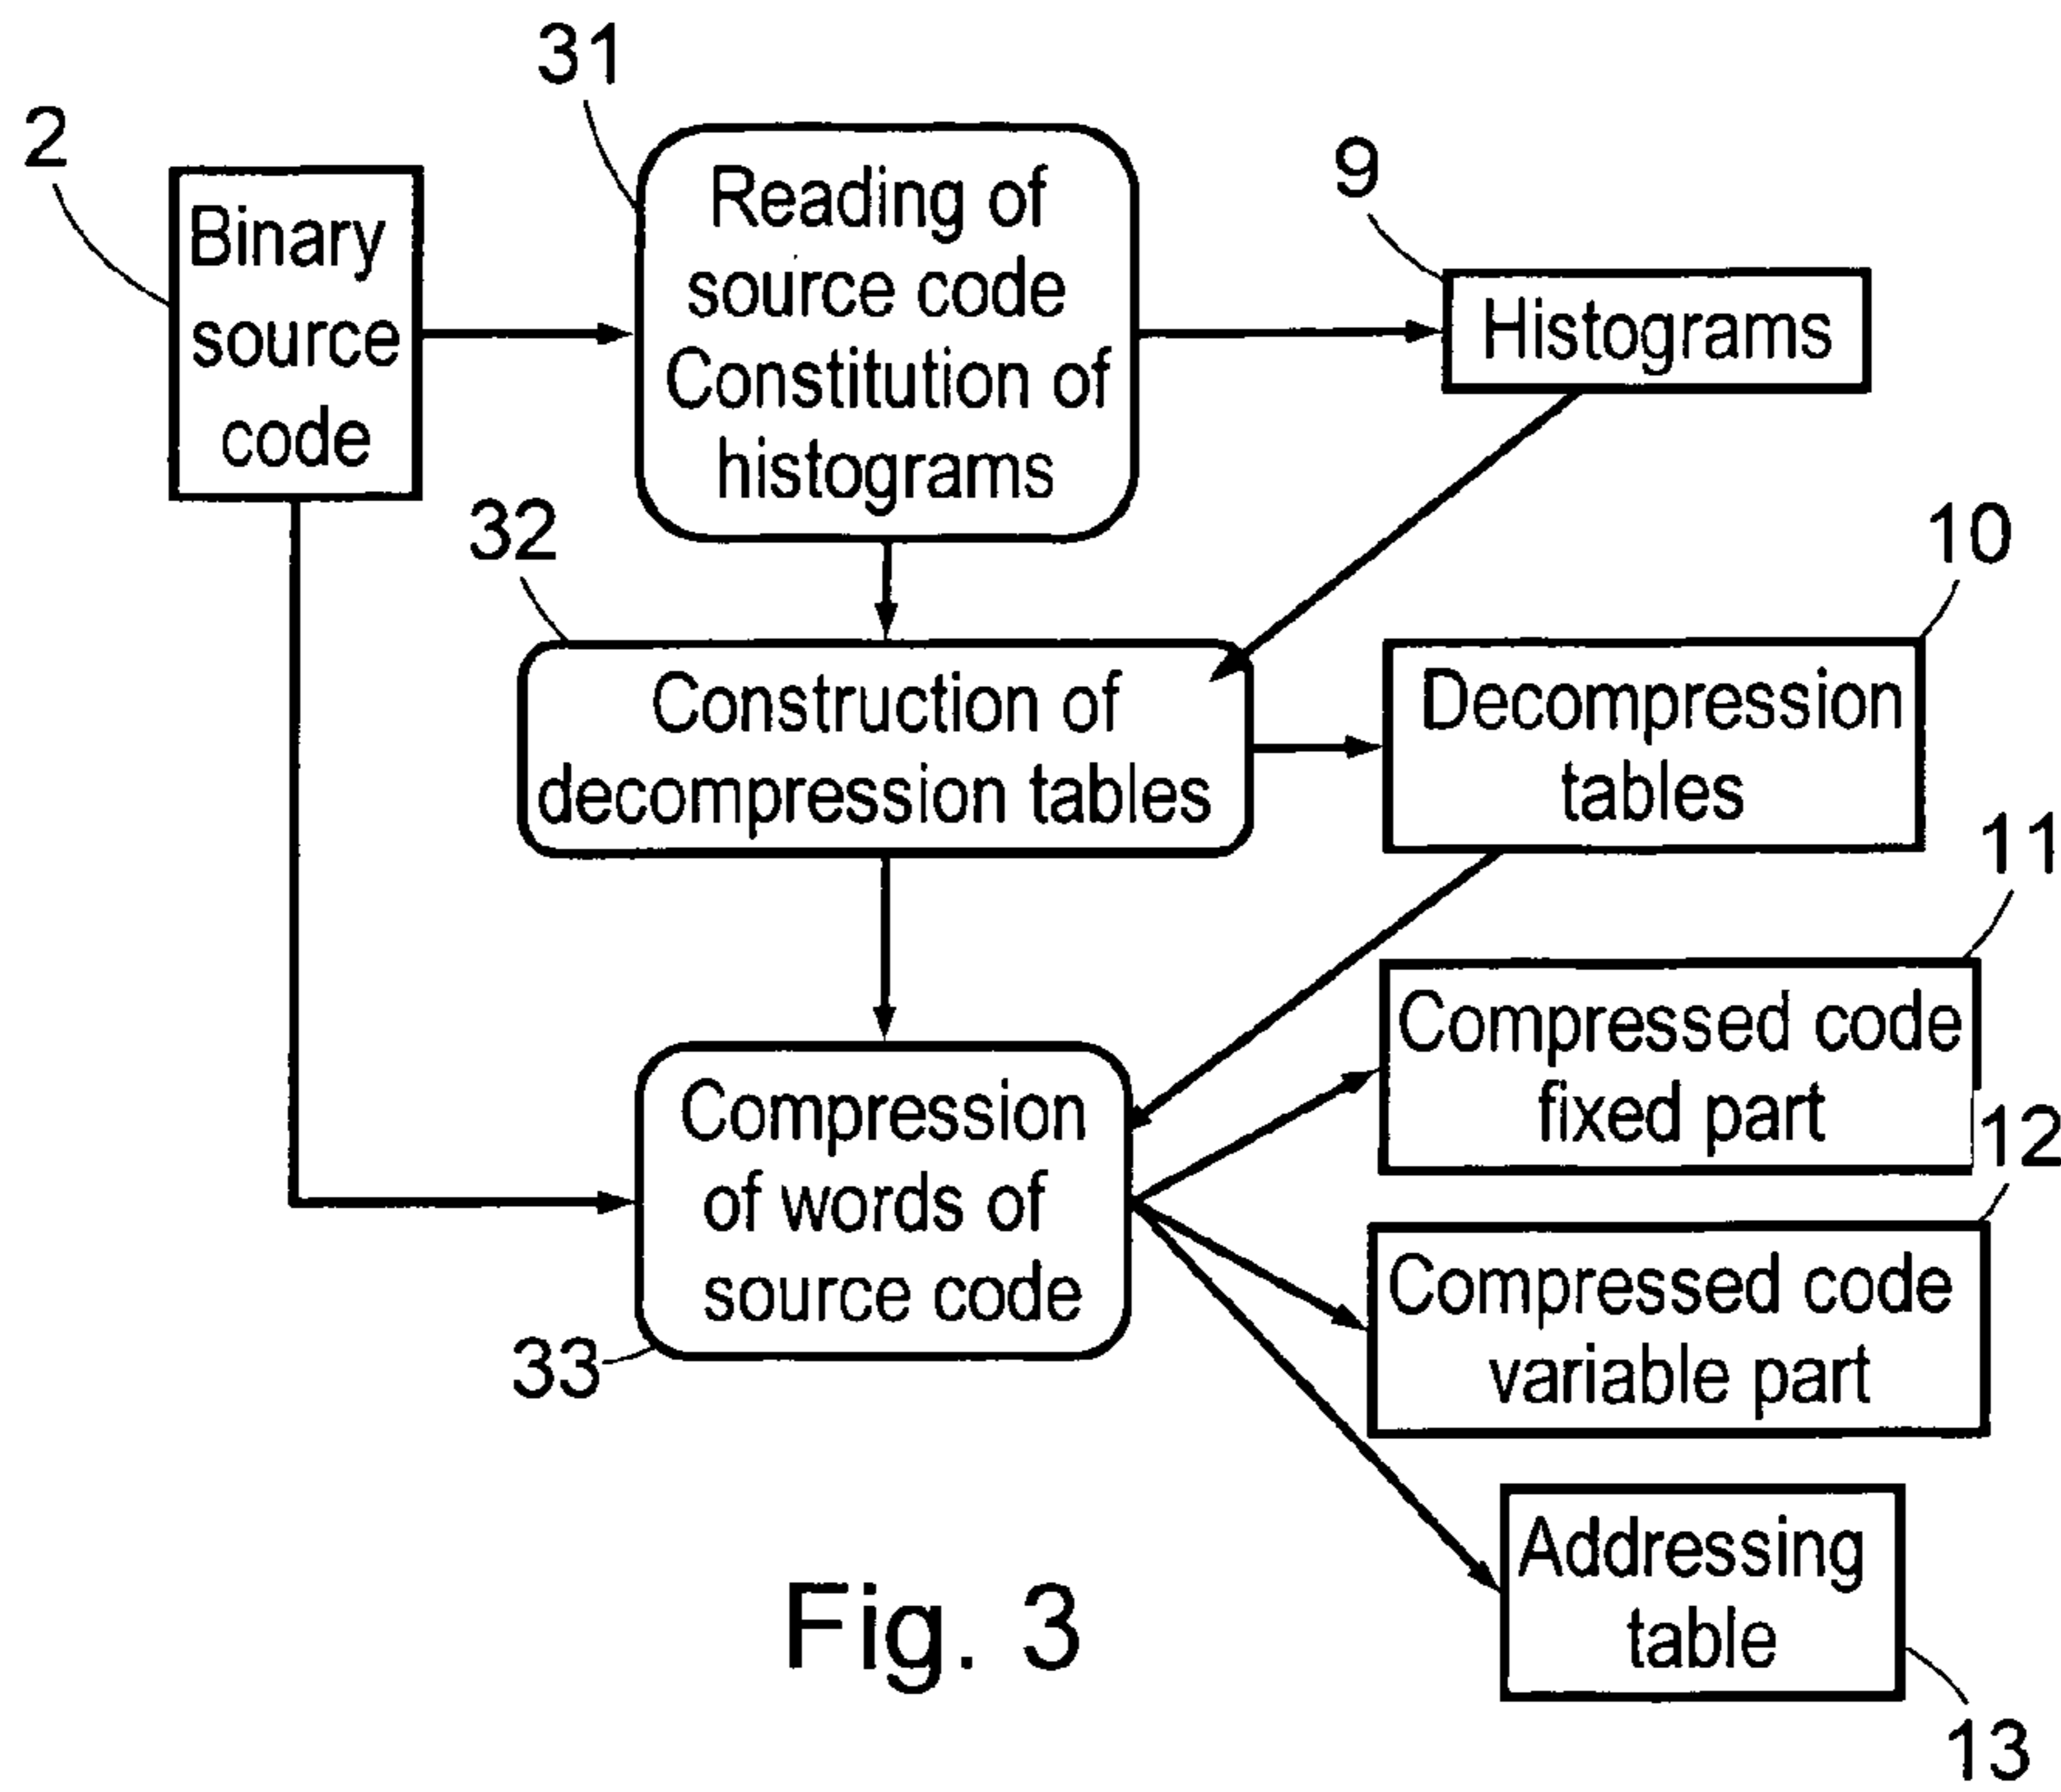 31
2
9
Binary
source
code
Reading of
source code
Constitution of
histograms
Histograms
32
10
Construction of
decompression tables
Decompression
tables
11
Compressed code
fixed part
12
Compression
of words of
source code
33
Compressed code
variable part
Addressing
table
13
Fig. 3